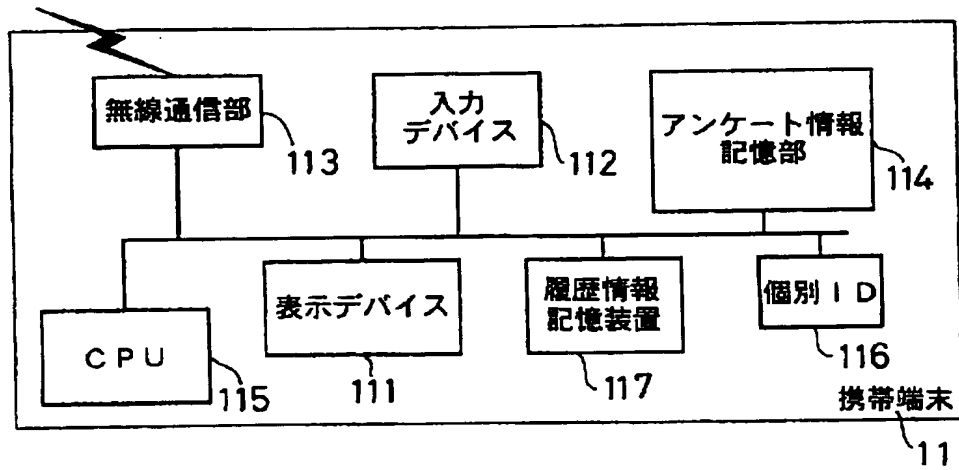 無線通信部
113
入力
デバイス
112
アンケート情報
記憶部
114
CPU
115
表示デバイス
111
履歴情報
記憶装置
117
個別ID
116
携帯端末
11